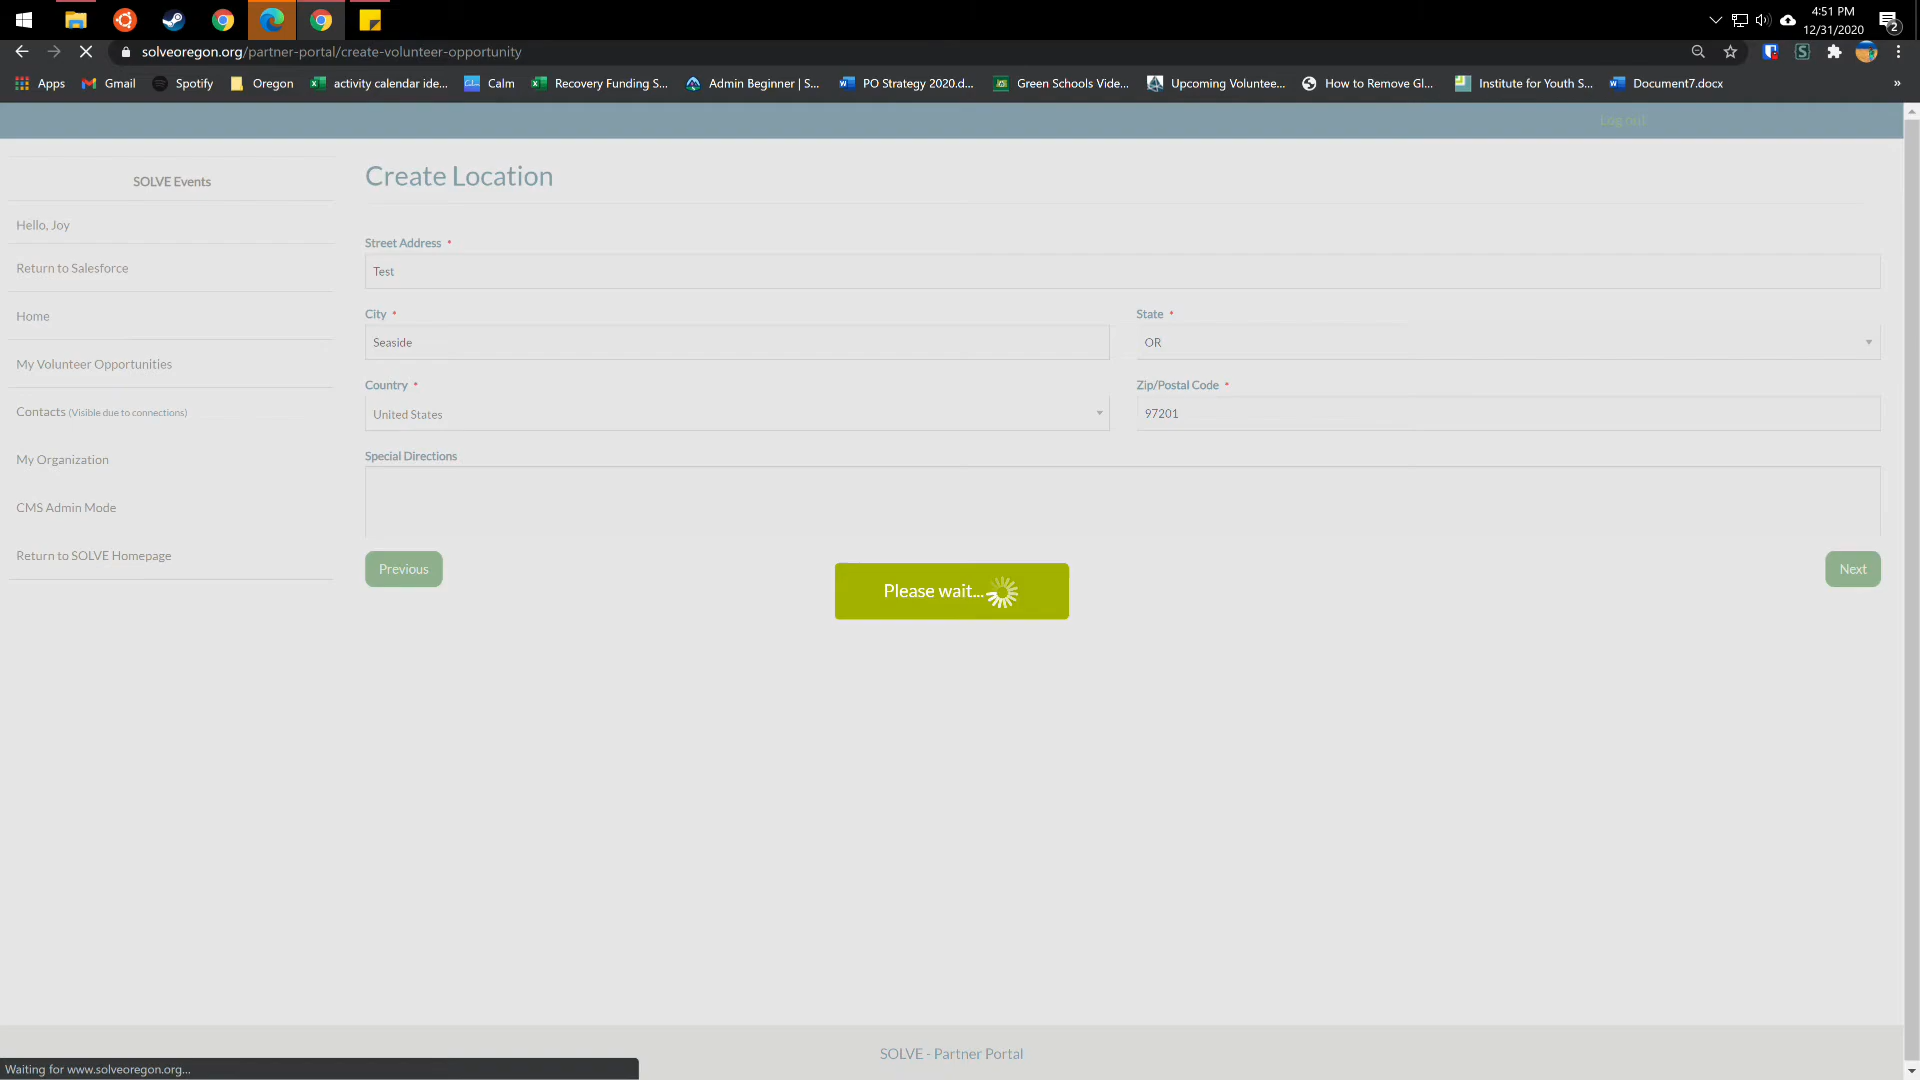 4:51 PM
12/31/2020
2
solveoregon.org/partner-portal/create-volunteer-opportunity
Apps Gmail Spotify Oregon activity calendar ide... Calm Recovery Funding S... Admin Beginner | S... PO Strategy 2020.d... Green Schools Vide... Upcoming Voluntee... How to Remove Gl... Institute for Youth S... Document7.docx »
Log out
SOLVE Events
Hello, Joy
Return to Salesforce
Home
My Volunteer Opportunities
Contacts (Visible due to connections)
My Organization
CMS Admin Mode
Return to SOLVE Homepage
Create Location
Street Address *
Test
City * State *
Seaside OR
Country * Zip/Postal Code *
United States 97201
Special Directions
Previous Next
Please wait...
SOLVE - Partner Portal
Waiting for www.solveoregon.org...